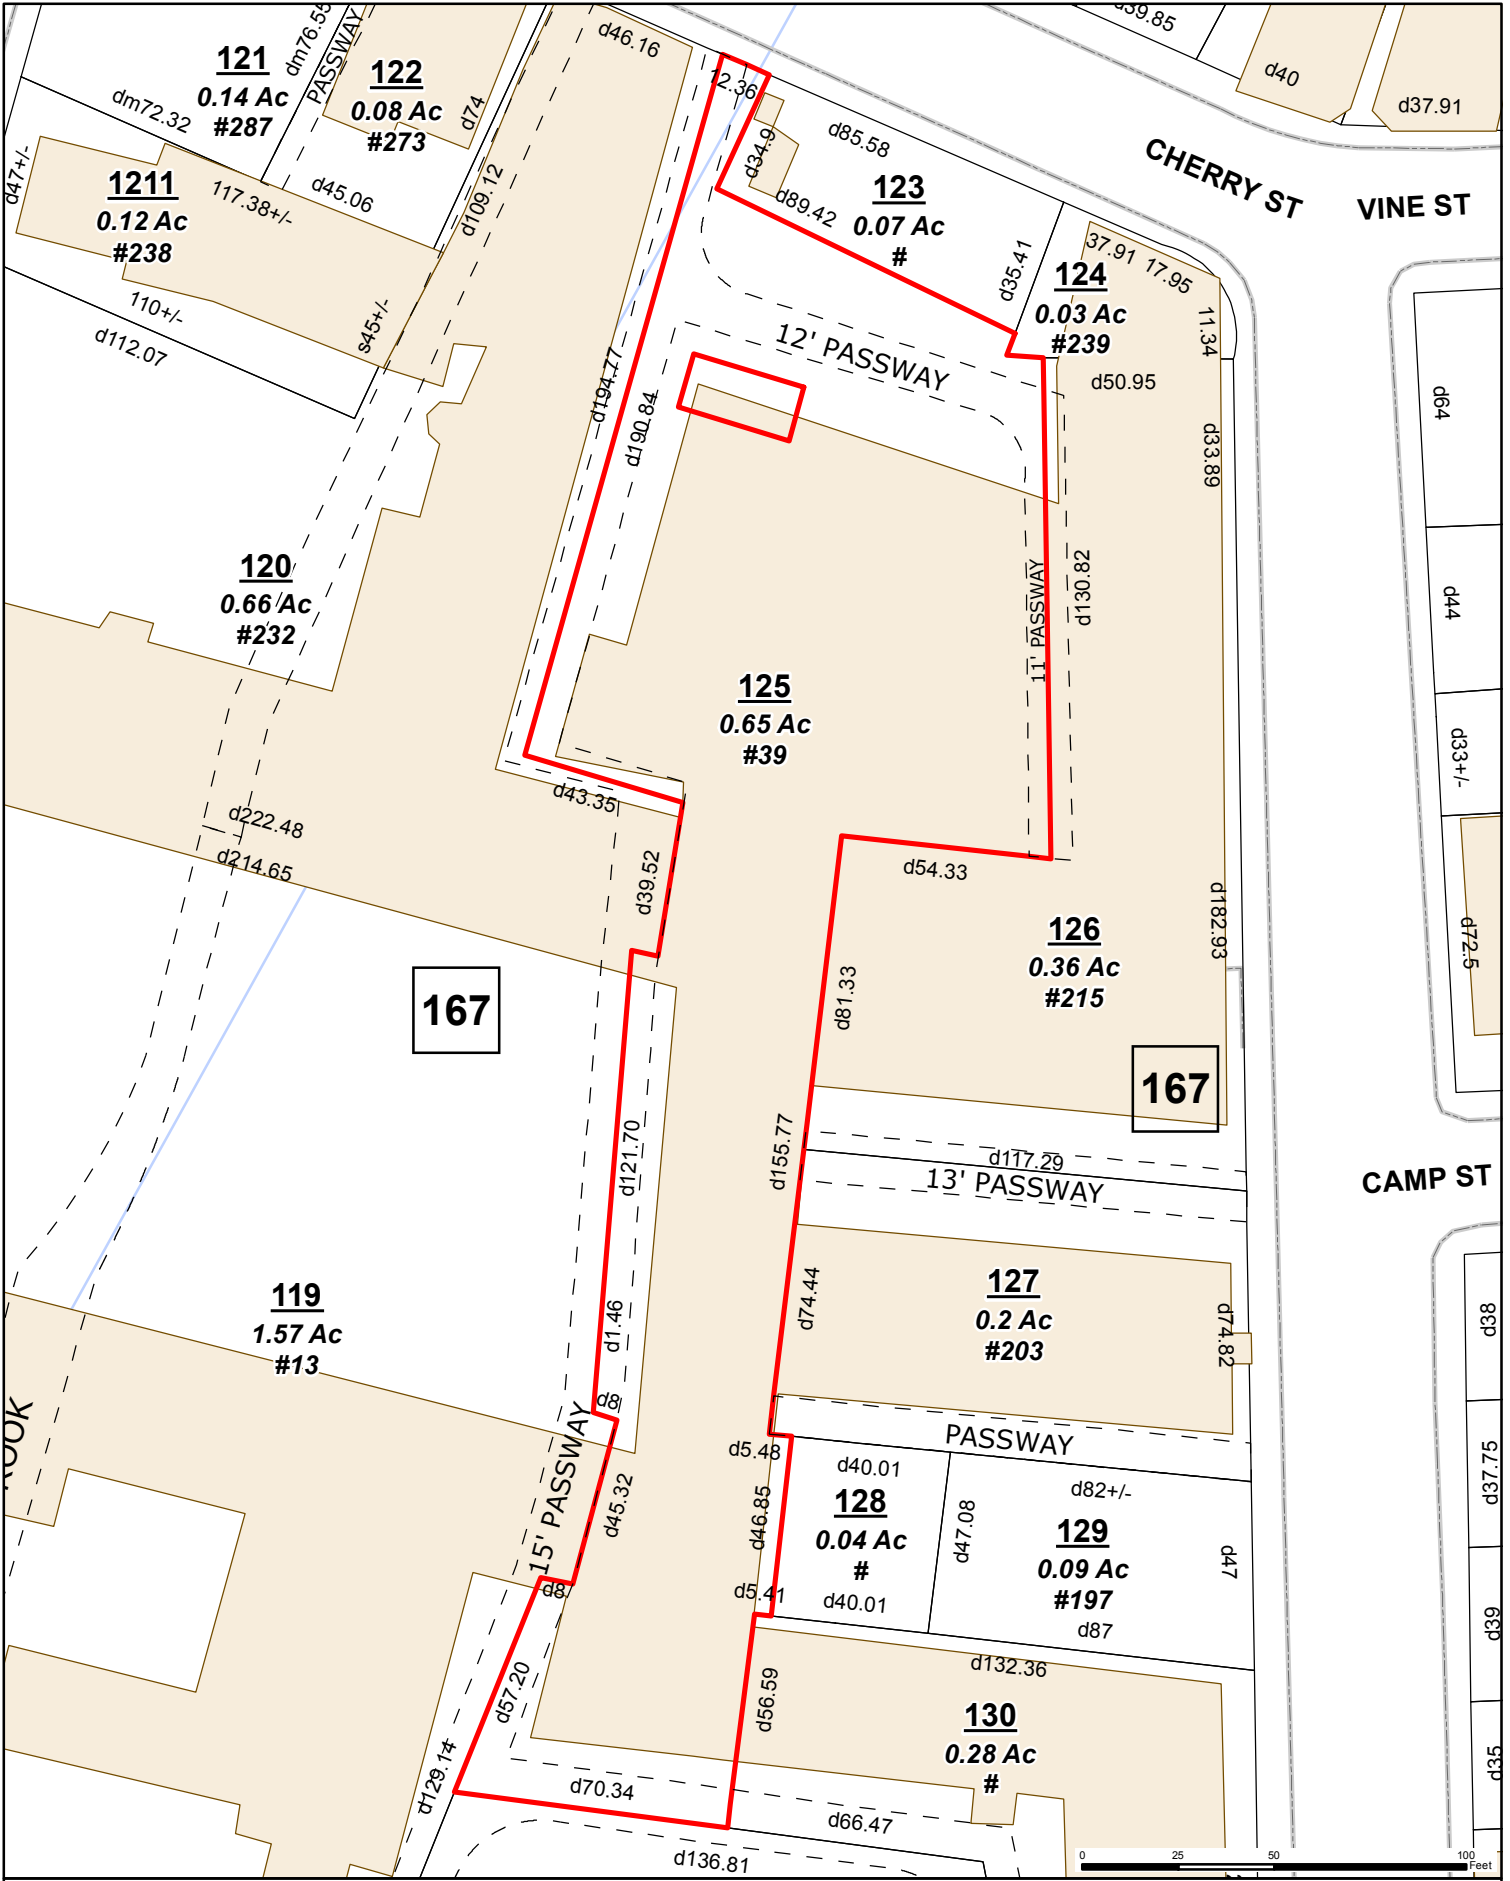 d46.16
d39.85
d40
d37.91
dm76.55
PASSWAY
121
0.14 Ac
#287
122
0.08 Ac
#273
d74
dm72.32
12.36
d34.9
d85.58
CHERRY ST
VINE ST
d47+/-
1211
0.12 Ac
#238
117.38+/-
d45.06
d109.12
d89.42
123
0.07 Ac
#
d35.41
37.91
17.95
124
0.03 Ac
#239
11.34
110+/-
d112.07
s45+/-
12' PASSWAY
d50.95
d194.77
d190.84
d33.89
d64
120
0.66 Ac
#232
11' PASSWAY
d130.82
d44
125
0.65 Ac
#39
d33+/-
d43.35
d222.48
d214.65
d39.52
d54.33
126
0.36 Ac
#215
d182.93
d72.5
167
d81.33
167
d121.70
d155.77
d117.29
13' PASSWAY
CAMP ST
119
1.57 Ac
#13
d1.46
d74.44
127
0.2 Ac
#203
d74.82
d38
d8
15' PASSWAY
d5.48
PASSWAY
d45.32
d46.85
d40.01
128
0.04 Ac
#
d40.01
d47.08
d82+/-
129
0.09 Ac
#197
d87
d47
d37.75
d8
d5.41
d39
d57.20
d56.59
d132.36
130
0.28 Ac
#
d35
d129.14
d70.34
d66.47
d136.81
0 25 50 100
Feet